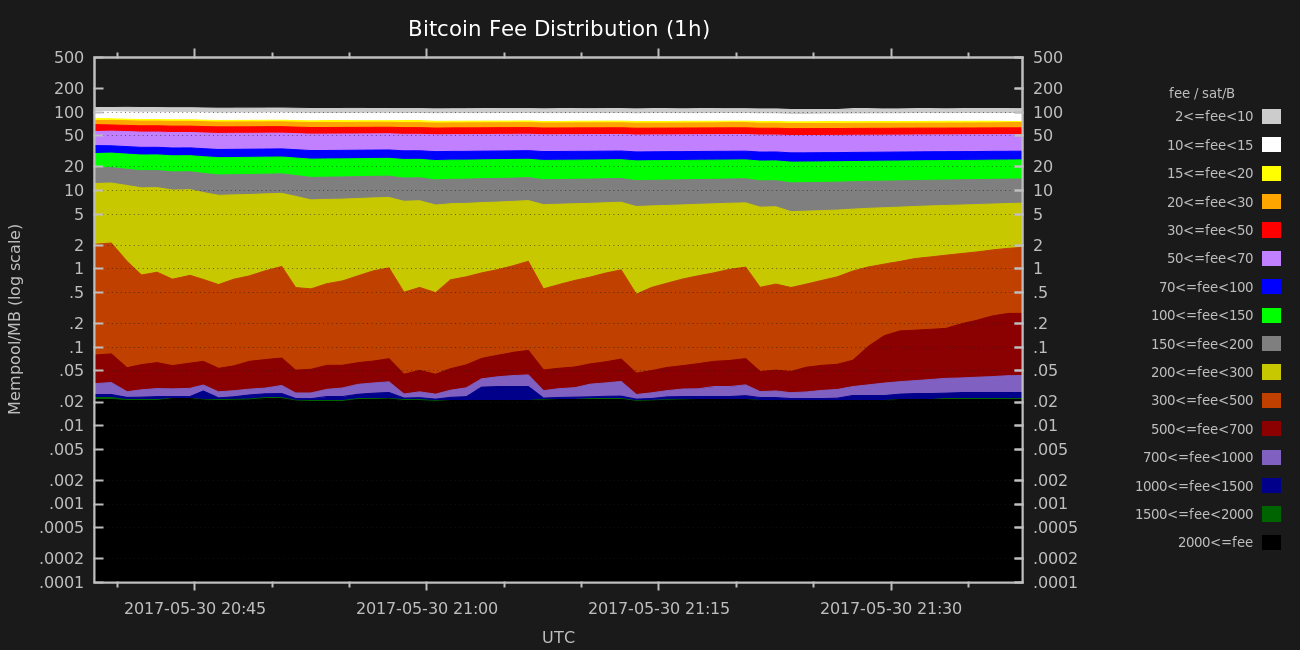 Bitcoin Fee Distribution (1h)
500 500
200 200
100 100
50 50
20 20
10 10
5 5
2 2
1 1
.5 .5
.2 .2
.1 .1
.05 .05
.02 .02
.01 .01
.005 .005
.002 .002
.001 .001
.0005 .0005
.0002 .0002
.0001 .0001
Mempool/MB (log scale)
2017-05-30 20:45 2017-05-30 21:00 2017-05-30 21:15 2017-05-30 21:30
UTC
fee / sat/B
2<=fee<10
10<=fee<15
15<=fee<20
20<=fee<30
30<=fee<50
50<=fee<70
70<=fee<100
100<=fee<150
150<=fee<200
200<=fee<300
300<=fee<500
500<=fee<700
700<=fee<1000
1000<=fee<1500
1500<=fee<2000
2000<=fee